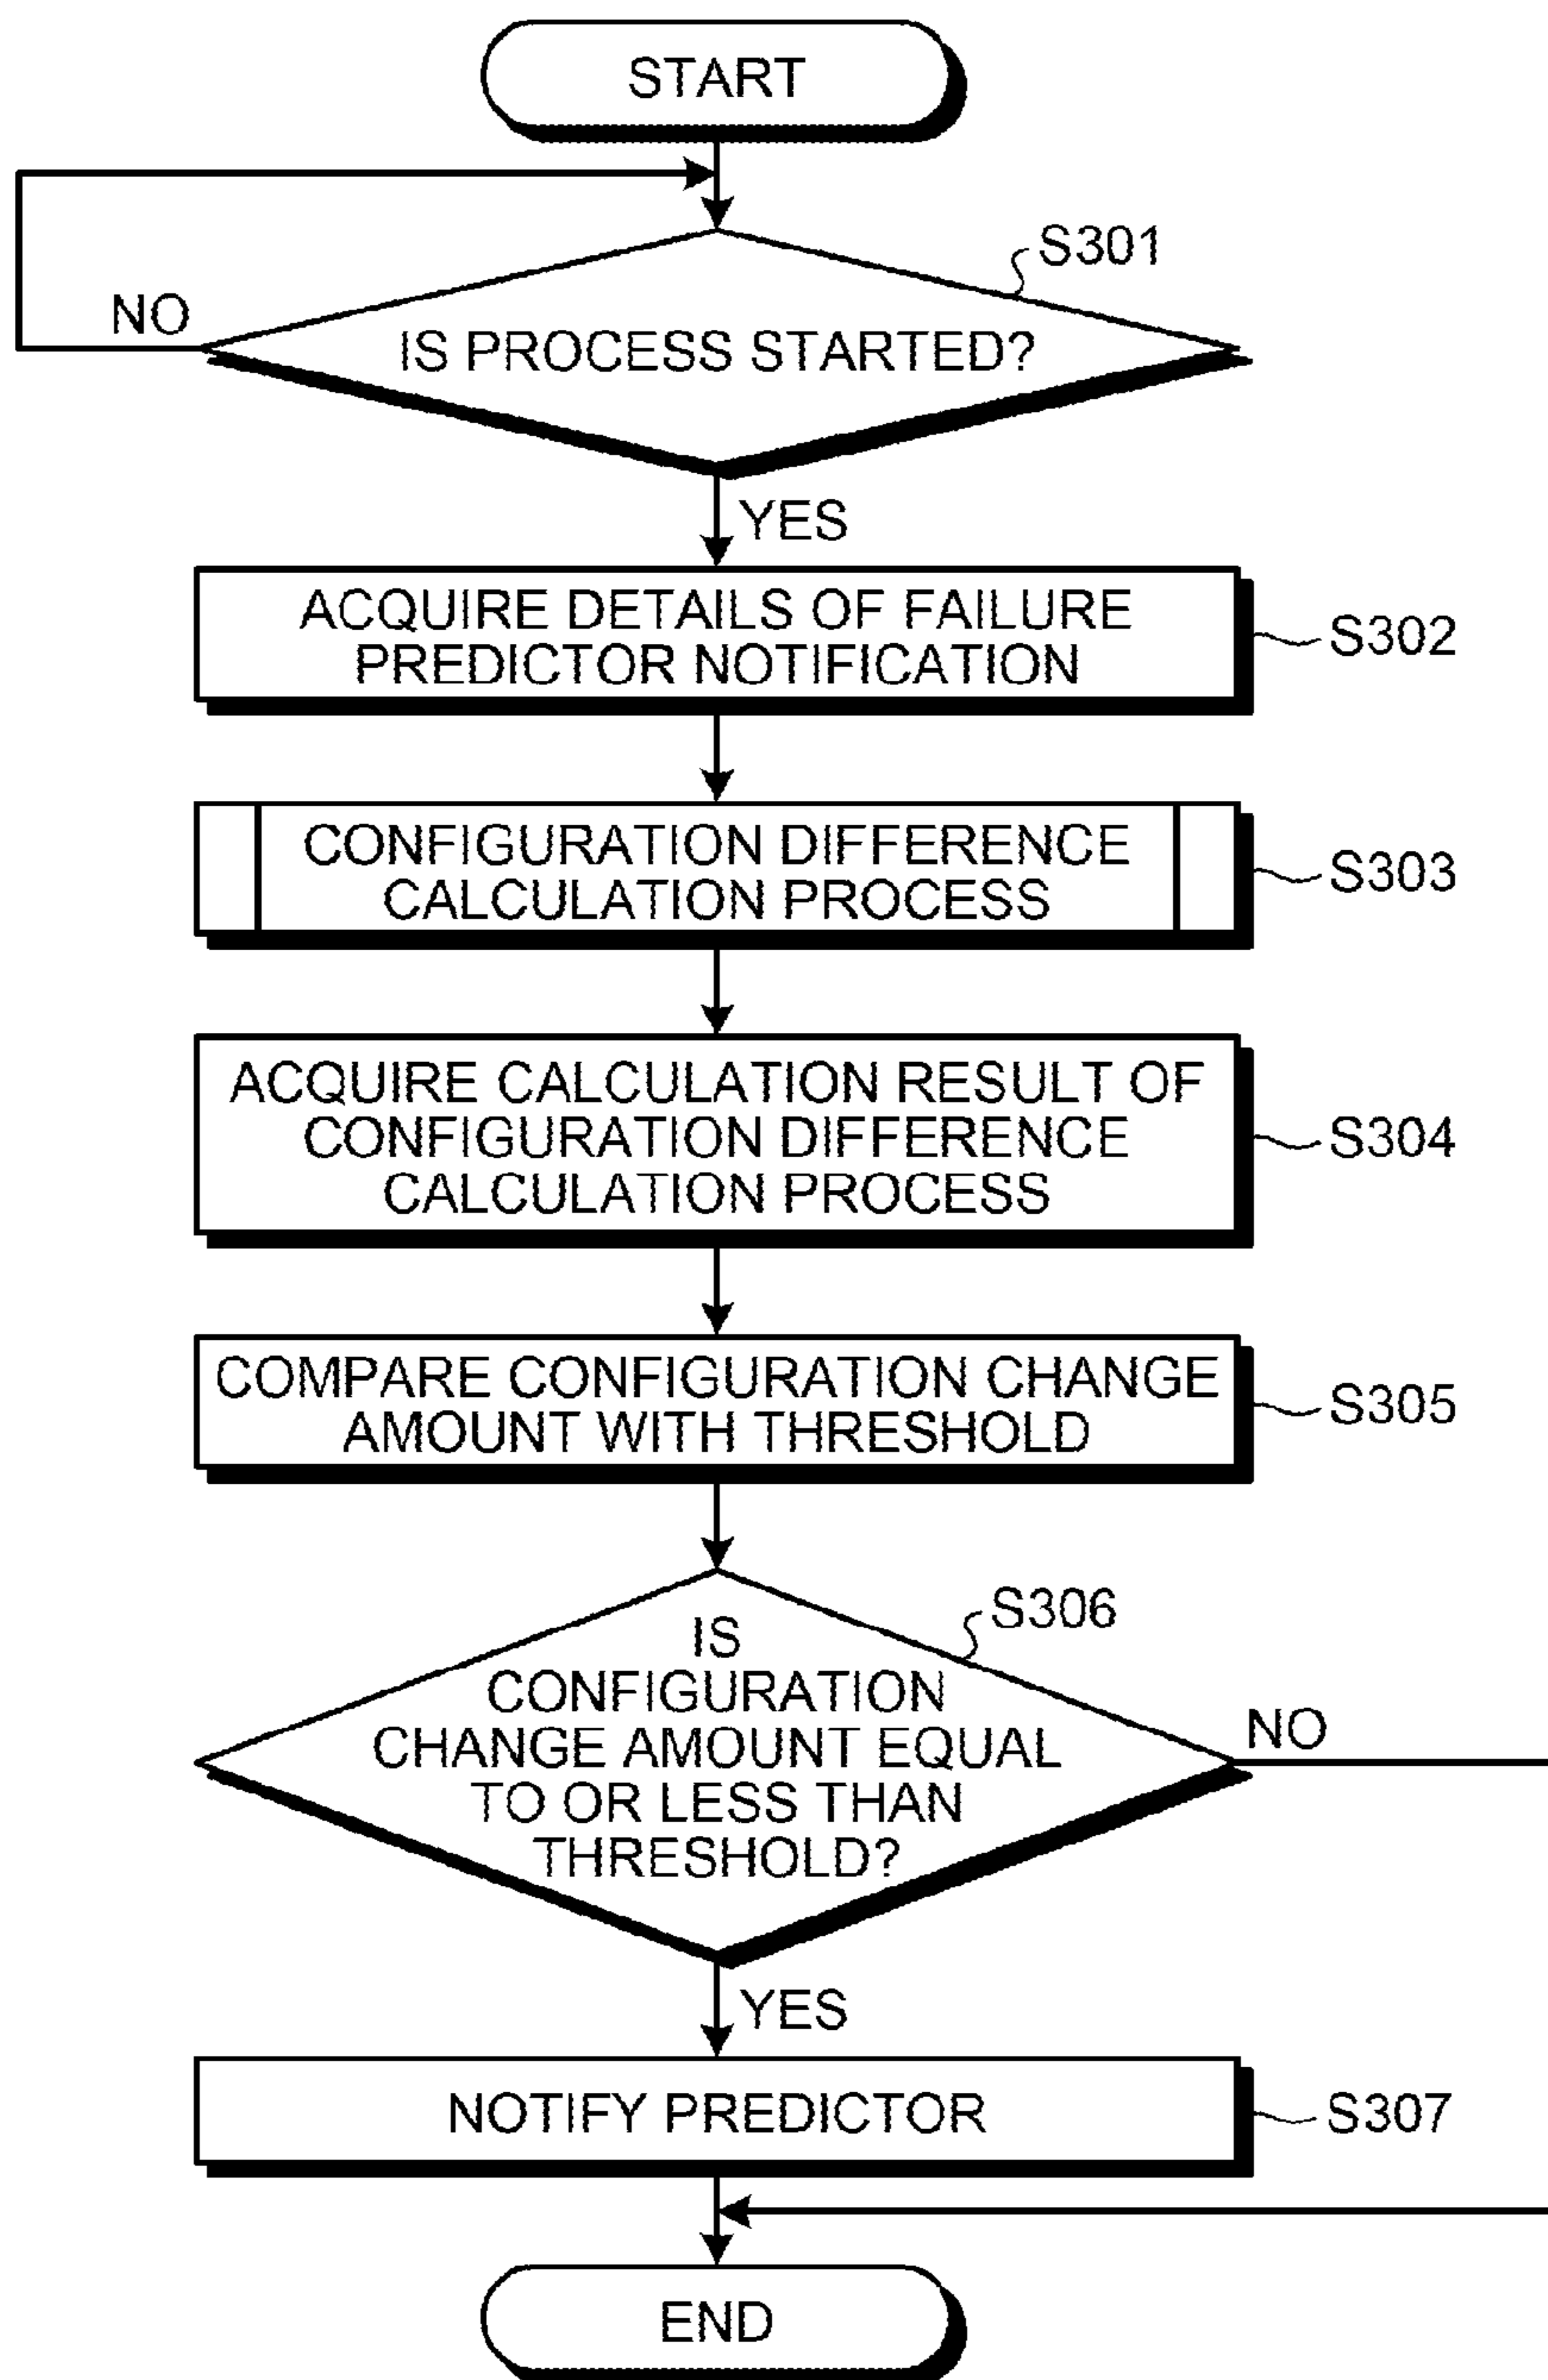 START
S301
NO
IS PROCESS STARTED?
YES
ACQUIRE DETAILS OF FAILURE
PREDICTOR NOTIFICATION
S302
CONFIGURATION DIFFERENCE
CALCULATION PROCESS
S303
ACQUIRE CALCULATION RESULT OF
CONFIGURATION DIFFERENCE
CALCULATION PROCESS
S304
COMPARE CONFIGURATION CHANGE
AMOUNT WITH THRESHOLD
S305
S306
IS
CONFIGURATION
CHANGE AMOUNT EQUAL
TO OR LESS THAN
THRESHOLD?
NO
YES
NOTIFY PREDICTOR
S307
END